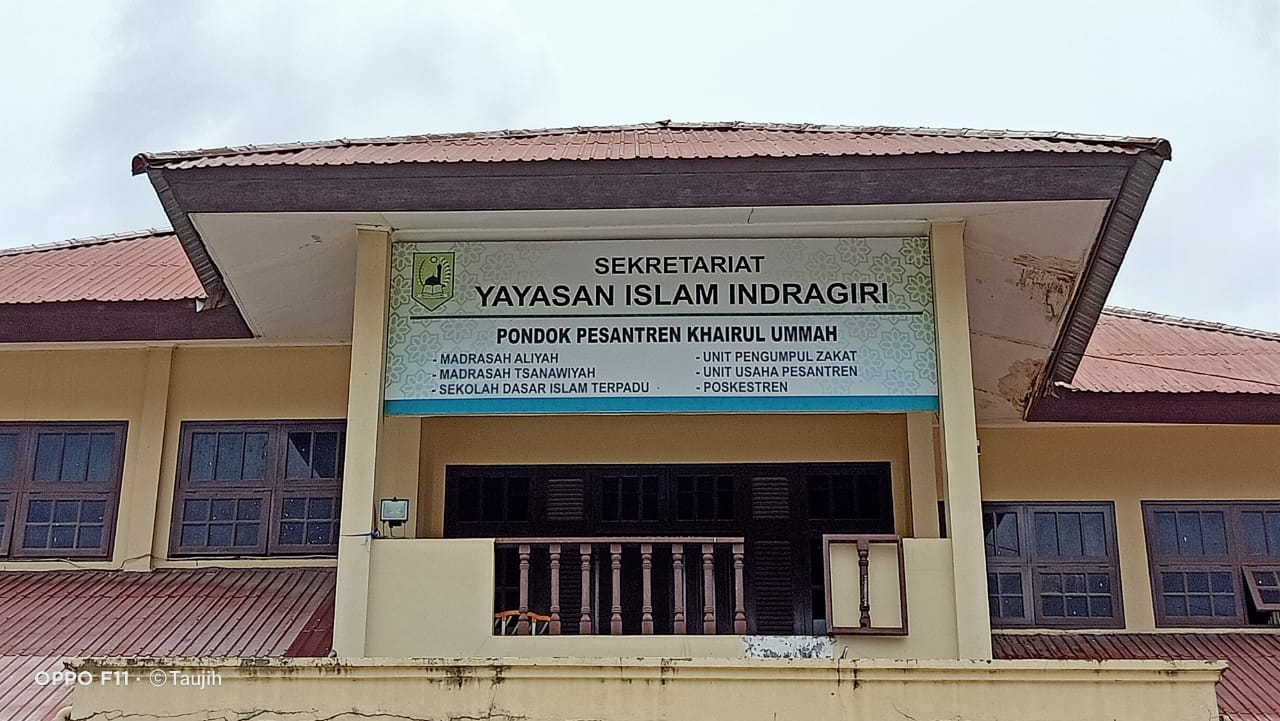 SEKRETARIAT
YAYASAN ISLAM INDRAGIRI
PONDOK PESANTREN KHAIRUL UMMAH
- MADRASAH ALIYAH
- MADRASAH TSANAWIYAH
- SEKOLAH DASAR ISLAM TERPADU
- UNIT PENGUMPUL ZAKAT
- UNIT USAHA PESANTREN
- POSKESTREN
OPPO F11 · ©Taujih